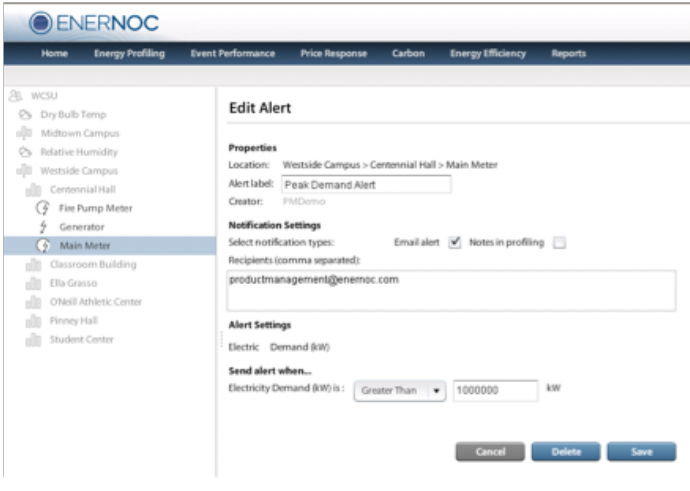 ENERNOC
Home Energy Profiling Event Performance Price Response Carbon Energy Efficiency Reports
WCSU
Dry Bulb Temp
Midtown Campus
Relative Humidity
Westside Campus
Centennial Hall
Fire Pump Meter
Generator
Main Meter
Classroom Building
Ella Grasso
O'Neill Athletic Center
Pinney Hall
Student Center
Edit Alert
Properties
Location: Westside Campus > Centennial Hall > Main Meter
Alert label: Peak Demand Alert
Creator: PMDemo
Notification Settings
Select notification types: Email alert Notes in profiling
Recipients (comma separated):
productmanagement@enernoc.com
Alert Settings
Electric Demand (kW)
Send alert when...
Electricity Demand (kW) is : Greater Than 1000000 kW
Cancel Delete Save